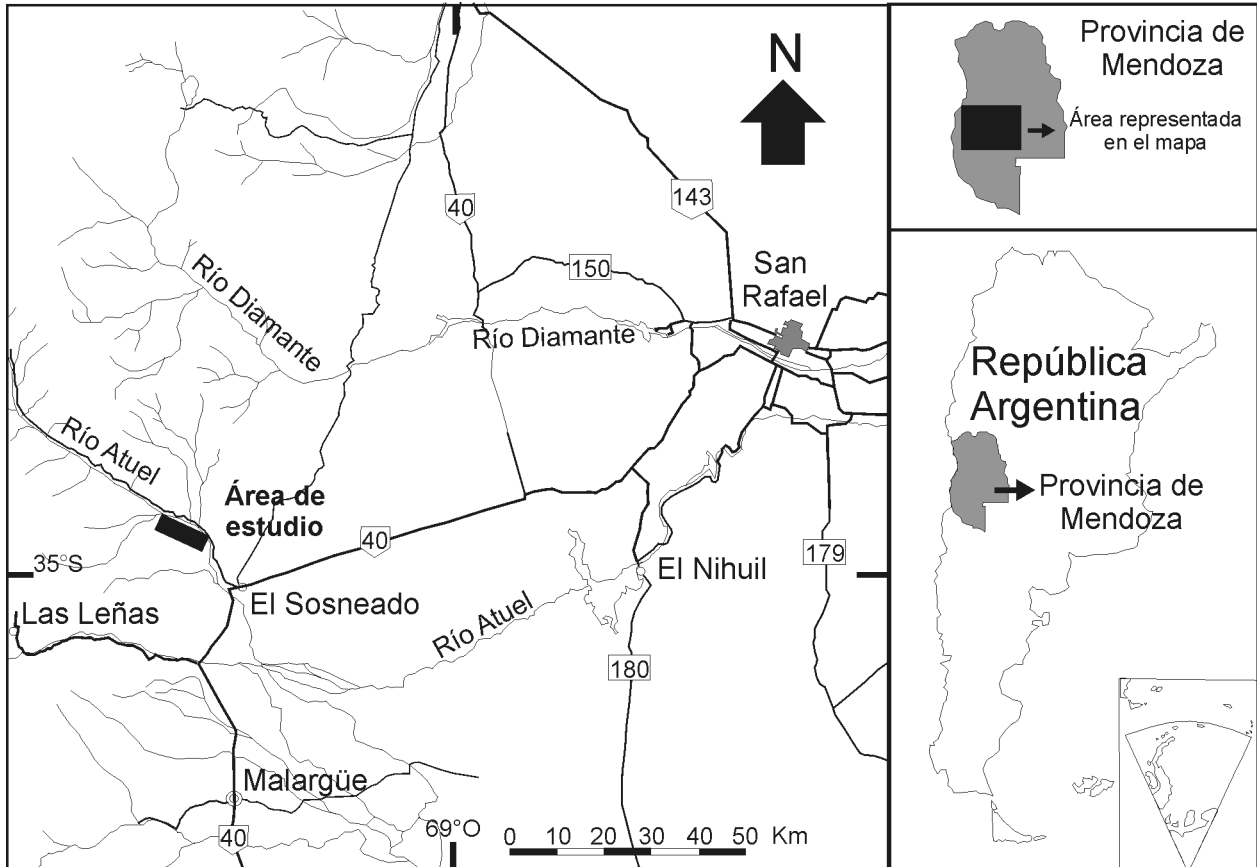 N
40
143
150
San
Rafael
Río Diamante
Río Diamante
Río Atuel
Área de
estudio
40
35°S
El Sosneado
Las Leñas
El Nihuil
179
Río Atuel
180
Malargüe
40
69°O
0 10 20 30 40 50 Km
Provincia de
Mendoza
Área representada
en el mapa
República
Argentina
Provincia de
Mendoza